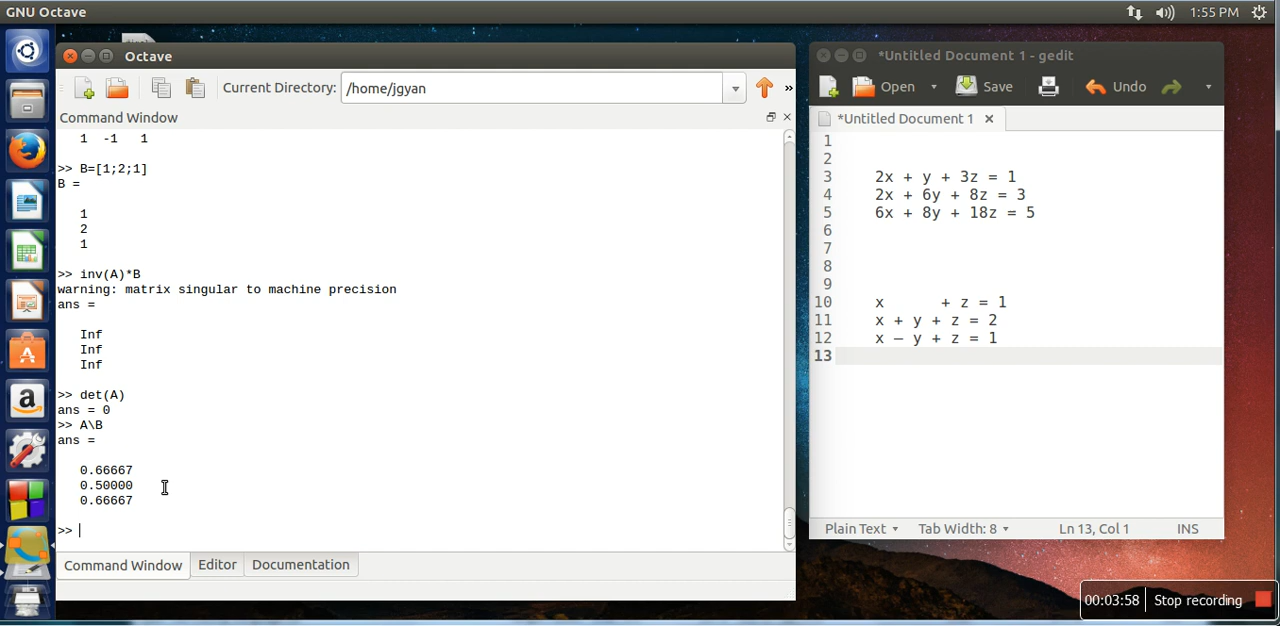 GNU Octave
1:55 PM
Octave
Current Directory: /home/jgyan »
Command Window
1 -1 1
>> B=[1;2;1]
B =
1
2
1
>> inv(A)*B
warning: matrix singular to machine precision
ans =
Inf
Inf
Inf
>> det(A)
ans = 0
>> A\B
ans =
0.66667
0.50000
0.66667
>>
Command Window Editor Documentation
*Untitled Document 1 - gedit
Open Save Undo
*Untitled Document 1
1
2
3 2x + y + 3z = 1
4 2x + 6y + 8z = 3
5 6x + 8y + 18z = 5
6
7
8
9
10 x + z = 1
11 x + y + z = 2
12 x – y + z = 1
13
Plain Text Tab Width: 8 Ln 13, Col 1 INS
00:03:58 Stop recording
a